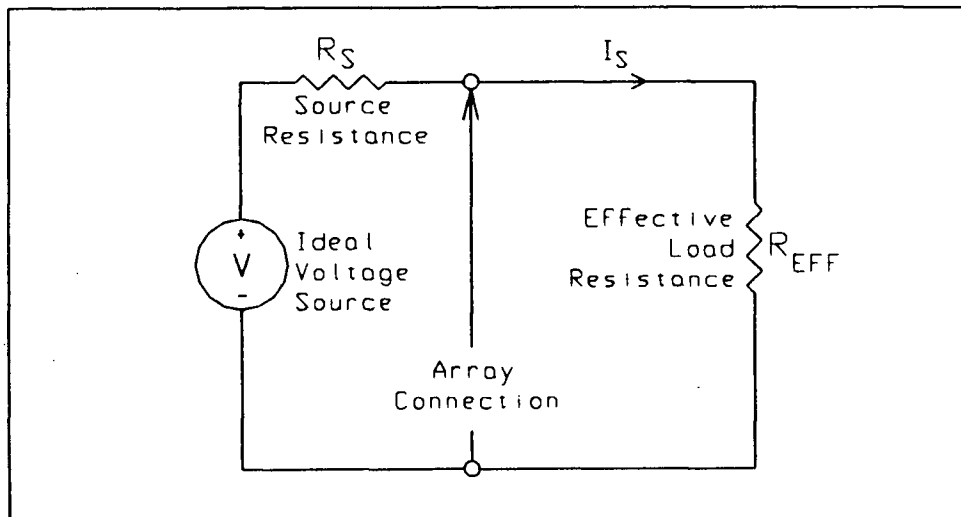 R_S
I_S
Source
Resistance
+
V
-
Ideal
Voltage
Source
EFfective
Load
Resistance
R_EFF
Array
Connection